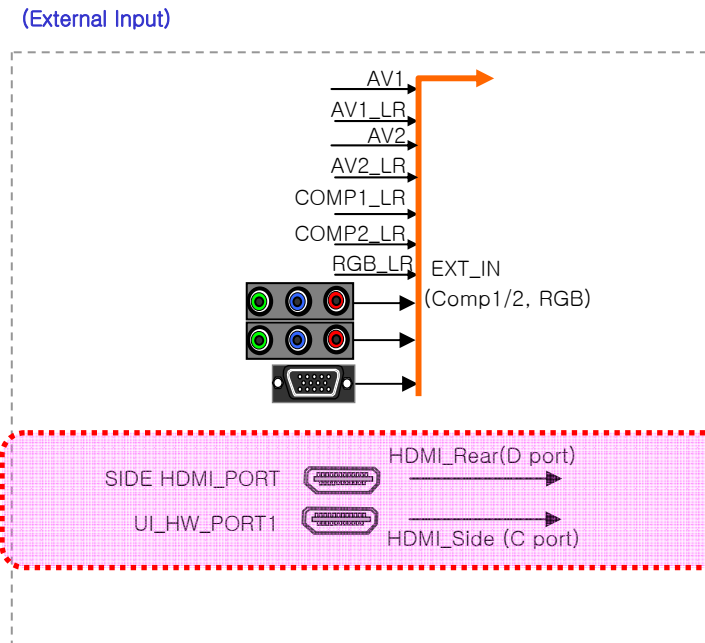 (External Input)
AV1
AV1_LR
AV2
AV2_LR
COMP1_LR
COMP2_LR
RGB_LR
EXT_IN
(Comp1/2, RGB)
HDMI_Rear(D port)
SIDE HDMI_PORT
UI_HW_PORT1
HDMI_Side (C port)